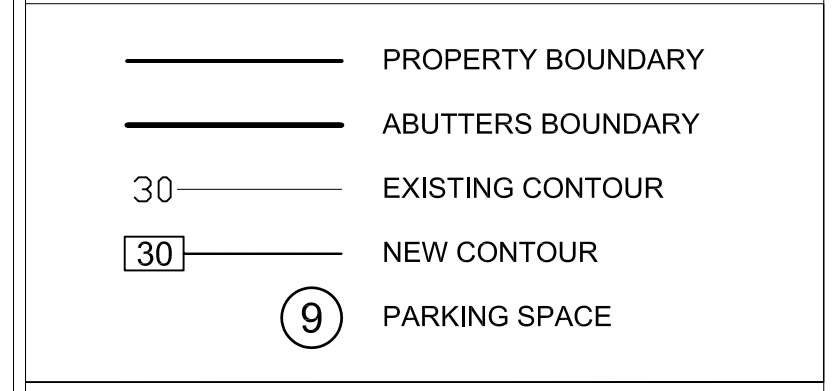 PROPERTY BOUNDARY
ABUTTERS BOUNDARY
30 EXISTING CONTOUR
30 NEW CONTOUR
9 PARKING SPACE